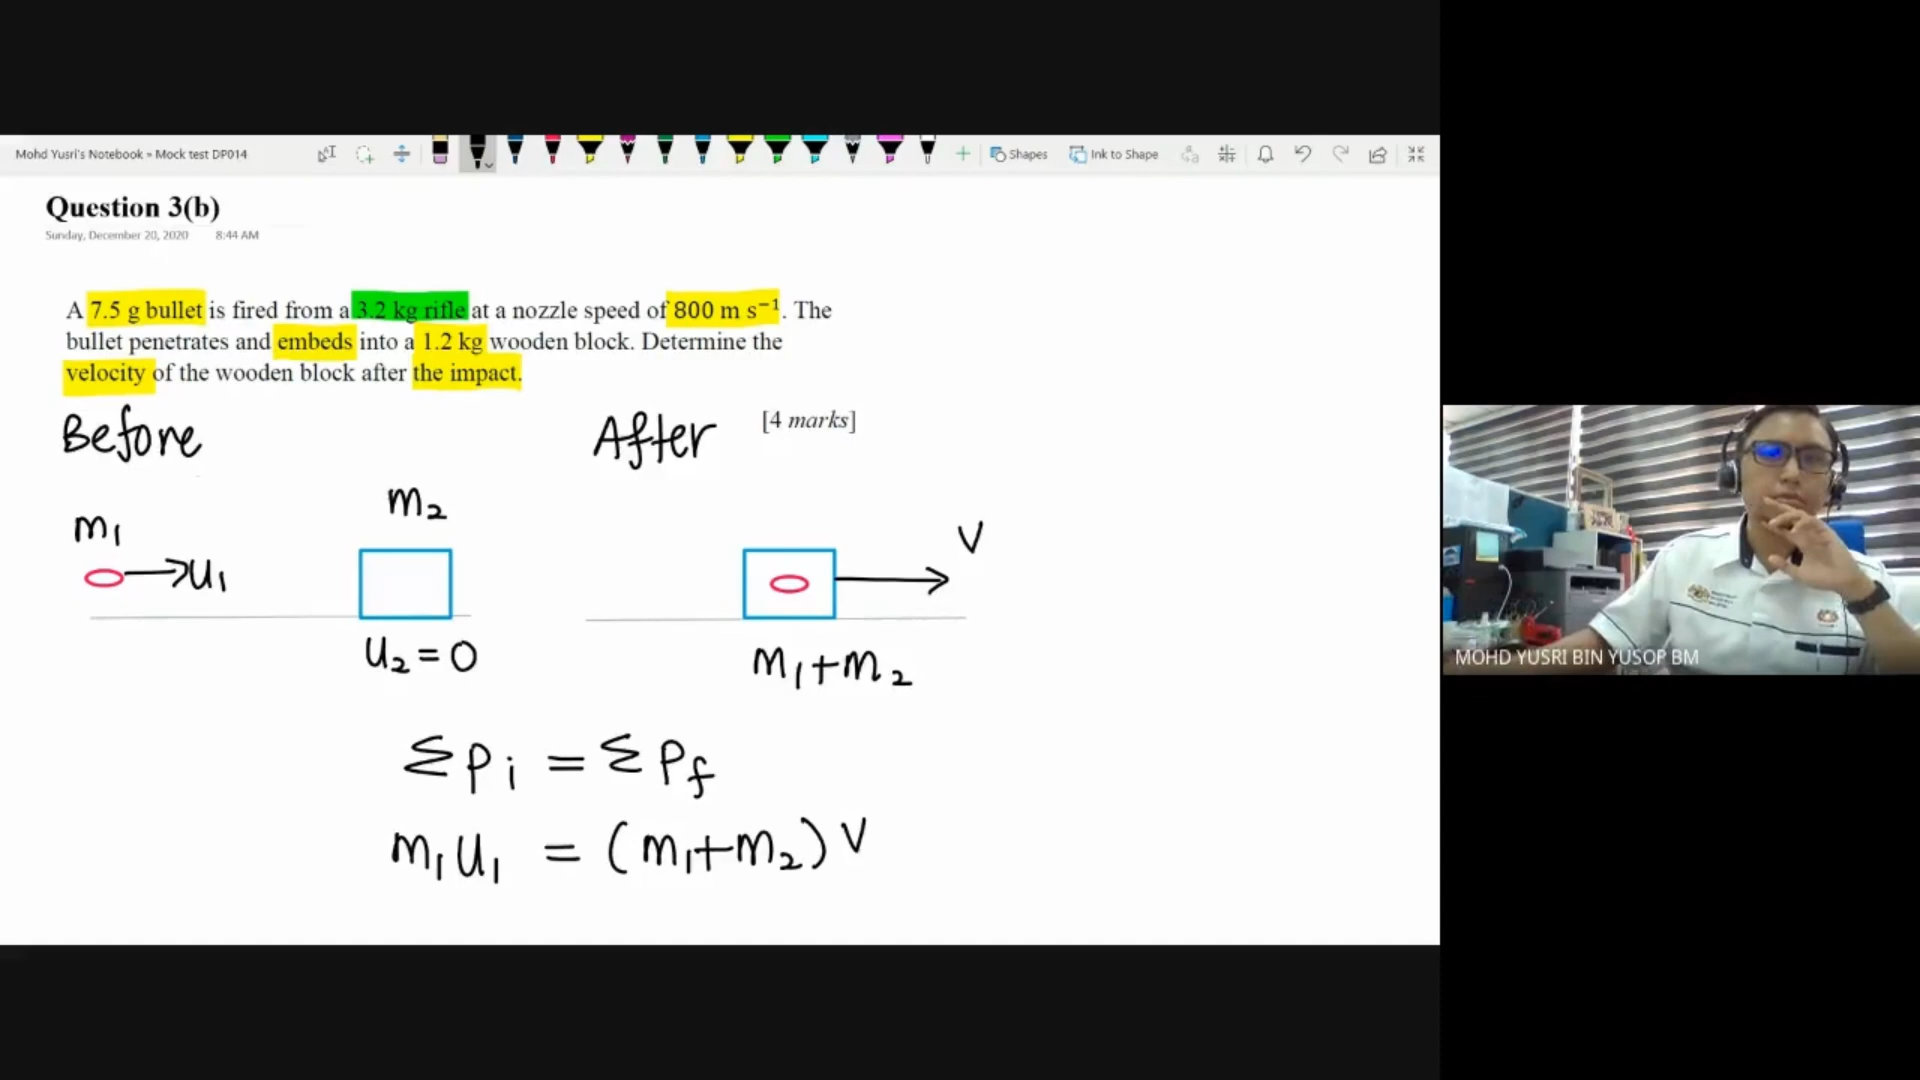 Mohd Yusri's Notebook » Mock test DP014
Shapes
Ink to Shape
Question 3(b)
Sunday, December 20, 2020 8:44 AM
A 7.5 g bullet is fired from a 3.2 kg rifle at a nozzle speed of 800 m s⁻¹. The
bullet penetrates and embeds into a 1.2 kg wooden block. Determine the
velocity of the wooden block after the impact.
[4 marks]
Before
After
m₁
m₂
V
u₁
u₂ = 0
m₁+m₂
Σ p i = Σ P f
m₁ u₁ = (m₁+m₂) V
MOHD YUSRI BIN YUSOP BM